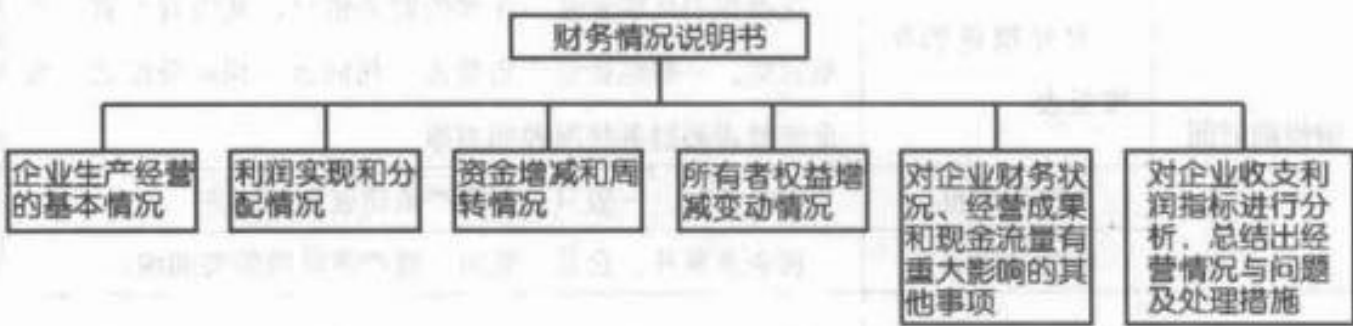 财务情况说明书
企业生产经营
的基本情况
利润实现和分
配情况
资金增减和周
转情况
所有者权益增
减变动情况
对企业财务状
况、经营成果
和现金流量有
重大影响的其
他事项
对企业收支利
润指标进行分
析、总结出经
营情况与问题
及处理措施